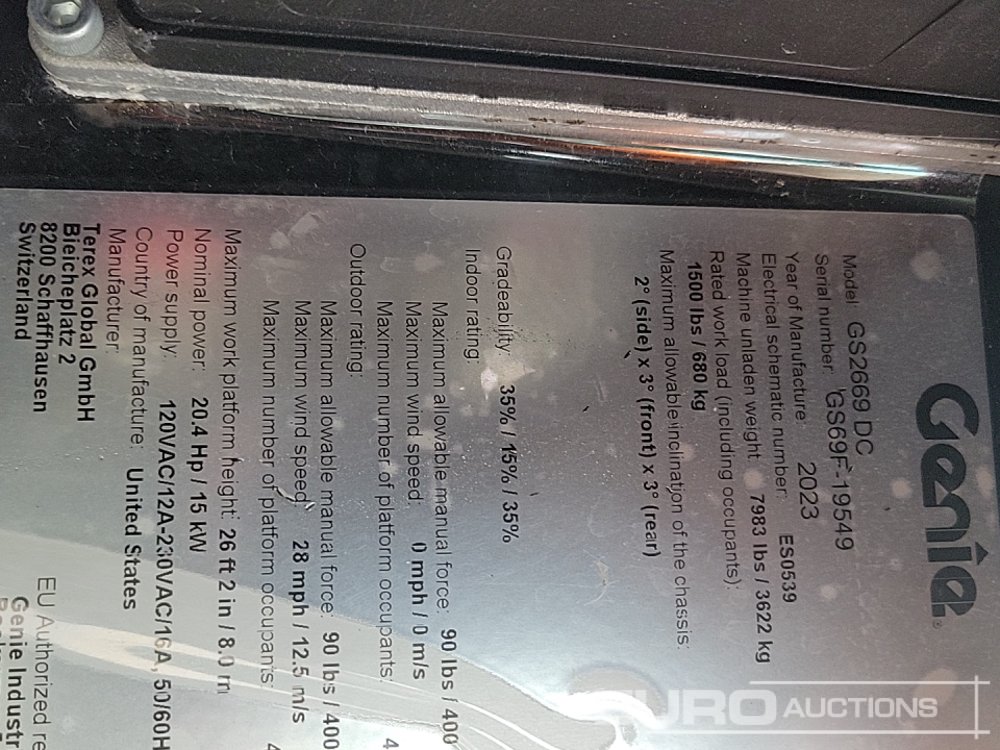 Genie®
Model: GS2669 DC
Serial number: GS69F-19549
Year of Manufacture: 2023
Electrical schematic number: ES0539
Machine unladen weight: 7983 lbs / 3622 kg
Rated work load (including occupants):
1500 lbs / 680 kg
Maximum allowable inclination of the chassis:
2° (side) x 3° (front) x 3° (rear)
Gradeability: 35% / 15% / 35%
Indoor rating:
Maximum allowable manual force: 90 lbs / 400
Maximum wind speed: 0 mph / 0 m/s
Maximum number of platform occupants: 4
Outdoor rating:
Maximum allowable manual force: 90 lbs / 400
Maximum wind speed: 28 mph / 12.5 m/s
Maximum number of platform occupants: 4
Maximum work platform height: 26 ft 2 in / 8.0 m
Nominal power: 20.4 Hp / 15 kW
Power supply: 120VAC/12A-230VAC/16A, 50/60H
Country of manufacture: United States
Manufacturer:
Terex Global GmbH
Bleicheplatz 2
8200 Schaffhausen
Switzerland
EU Authorized re
Genie Industr
EURO AUCTIONS